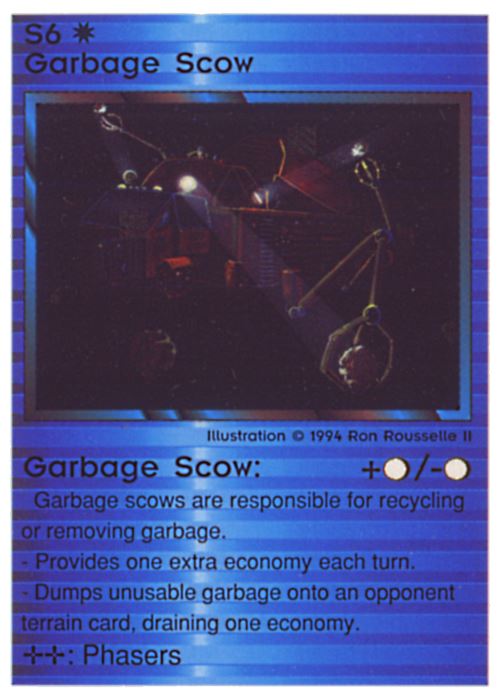 S6 ✷
Garbage Scow
Illustration © 1994 Ron Rousselle II
Garbage Scow: +●/-●
Garbage scows are responsible for recycling
or removing garbage.
- Provides one extra economy each turn.
- Dumps unusable garbage onto an opponent
terrain card, draining one economy.
✢✢: Phasers